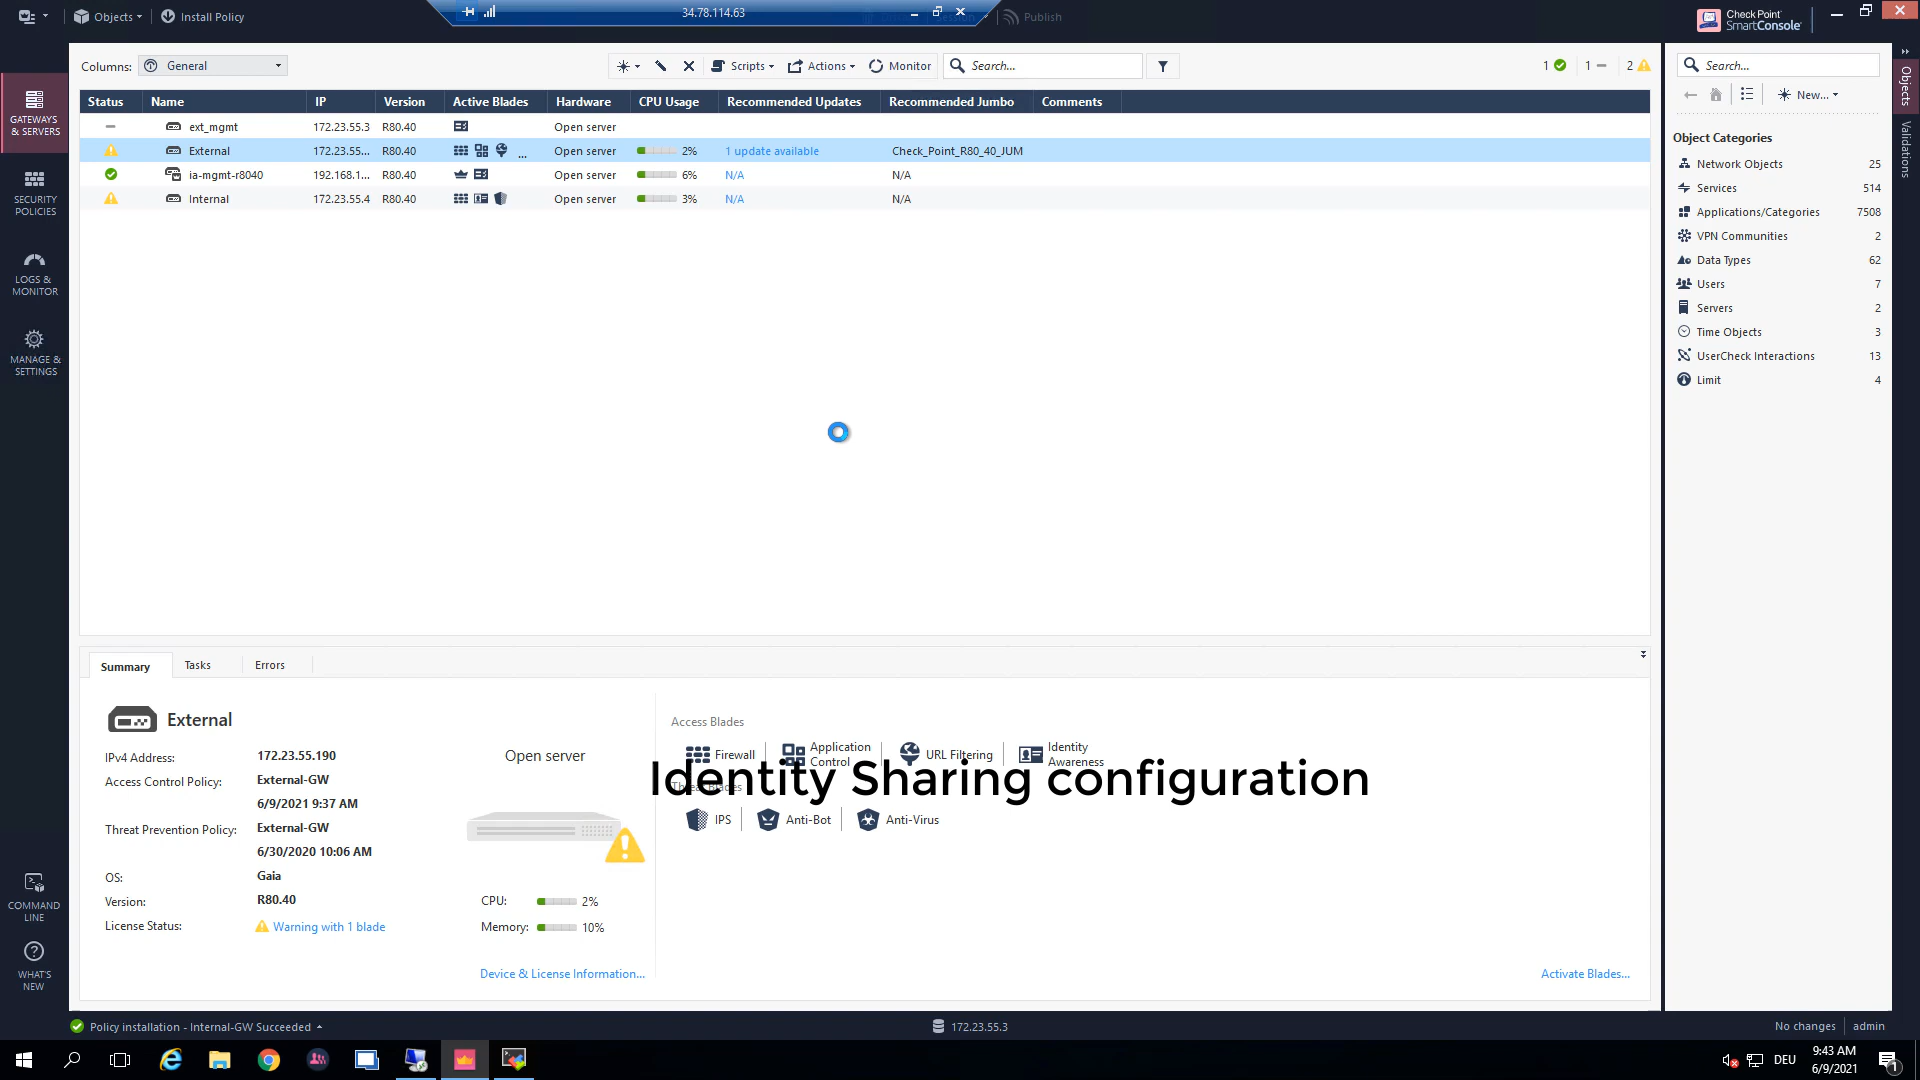 Objects
Install Policy
34.78.114.63
Publish
Check Point
SmartConsole
Columns: General
Scripts
Actions
Monitor
Search...
1
1
2
Search...
New...
GATEWAYS
& SERVERS
SECURITY
POLICIES
LOGS &
MONITOR
MANAGE &
SETTINGS
COMMAND
LINE
WHAT'S
NEW
Status Name IP Version Active Blades Hardware CPU Usage Recommended Updates Recommended Jumbo Comments
ext_mgmt 172.23.55.3 R80.40 Open server
External 172.23.55... R80.40 ... Open server 2% 1 update available Check_Point_R80_40_JUM
ia-mgmt-r8040 192.168.1... R80.40 Open server 6% N/A N/A
Internal 172.23.55.4 R80.40 Open server 3% N/A N/A
Object Categories
Network Objects 25
Services 514
Applications/Categories 7508
VPN Communities 2
Data Types 62
Users 7
Servers 2
Time Objects 3
UserCheck Interactions 13
Limit 4
Objects
Validations
Summary Tasks Errors
External
IPv4 Address: 172.23.55.190
Access Control Policy: External-GW
6/9/2021 9:37 AM
Threat Prevention Policy: External-GW
6/30/2020 10:06 AM
OS: Gaia
Version: R80.40
License Status: Warning with 1 blade
Open server
CPU: 2%
Memory: 10%
Device & License Information...
Access Blades
Firewall
Application
Control
URL Filtering
Identity
Awareness
Identity Sharing configuration
Threat Blades
IPS
Anti-Bot
Anti-Virus
Activate Blades...
Policy installation - Internal-GW Succeeded
172.23.55.3
No changes
admin
DEU
9:43 AM
6/9/2021
1